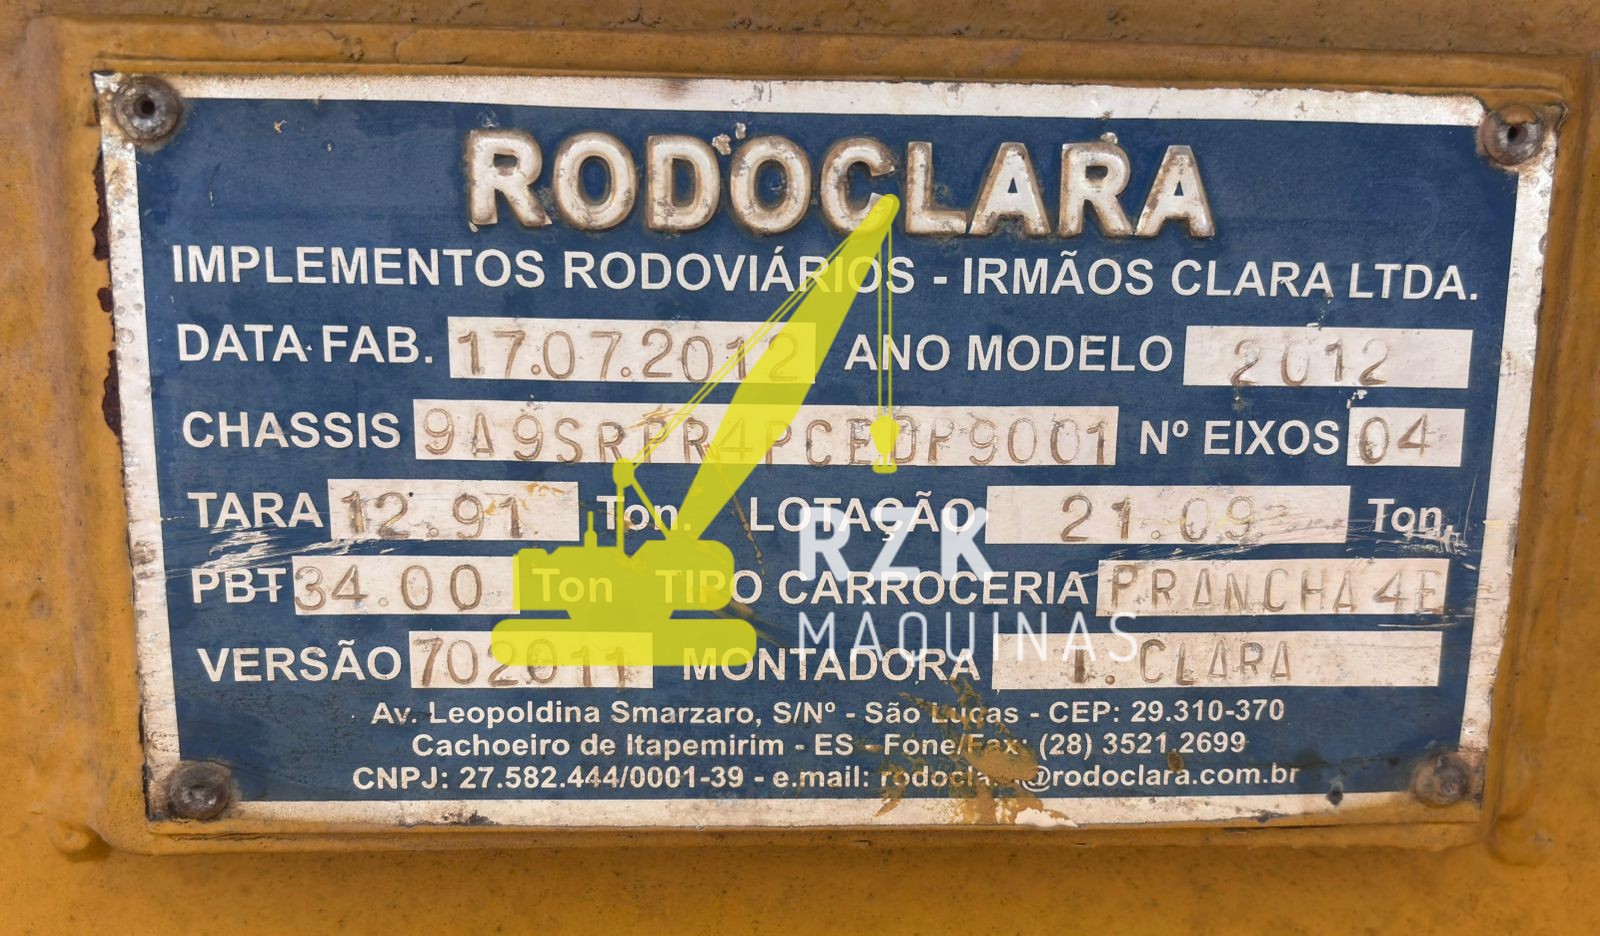 RODOCLARA
IMPLEMENTOS RODOVIÁRIOS - IRMÃOS CLARA LTDA.
DATA FAB. 17.07.2012 ANO MODELO 2012
CHASSIS Nº EIXOS 04
TARA 12.91 Ton. LOTAÇÃO 21.09 Ton.
PBT 34.00 Ton TIPO CARROCERIA PRANCHA 4E
RZK
MÁQUINAS
VERSÃO 702011 MONTADORA I. CLARA
Av. Leopoldina Smarzaro, S/Nº - São Lucas - CEP: 29.310-370
Cachoeiro de Itapemirim - ES - Fone/Fax: (28) 3521.2699
CNPJ: 27.582.444/0001-39 - e.mail: